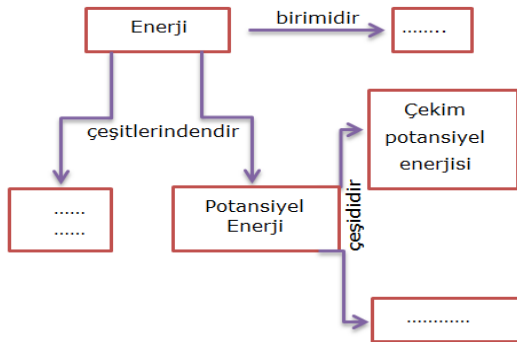 Enerji
birimidir
........
çeşitlerindendir
Çekim
potansiyel
enerjisi
......
......
Potansiyel
Enerji
çeşididir
............